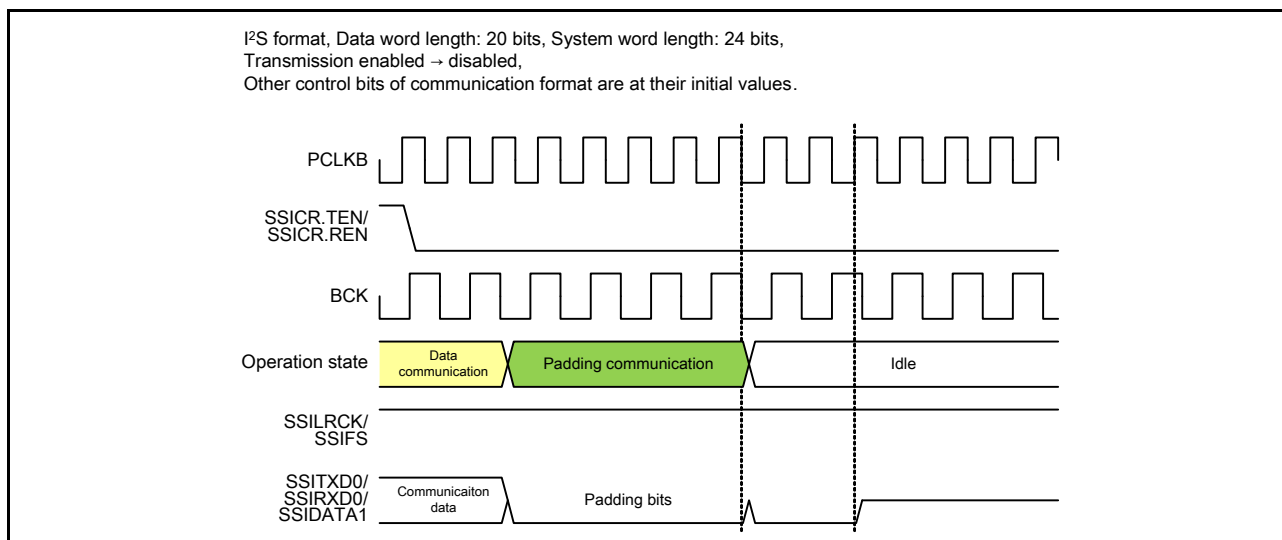 I²S format, Data word length: 20 bits, System word length: 24 bits,
Transmission enabled → disabled,
Other control bits of communication format are at their initial values.
PCLKB
SSICR.TEN/
SSICR.REN
BCK
Operation state
Data
communication
Padding communication
Idle
SSILRCK/
SSIFS
SSITXD0/
SSIRXD0/
SSIDATA1
Communicaiton
data
Padding bits